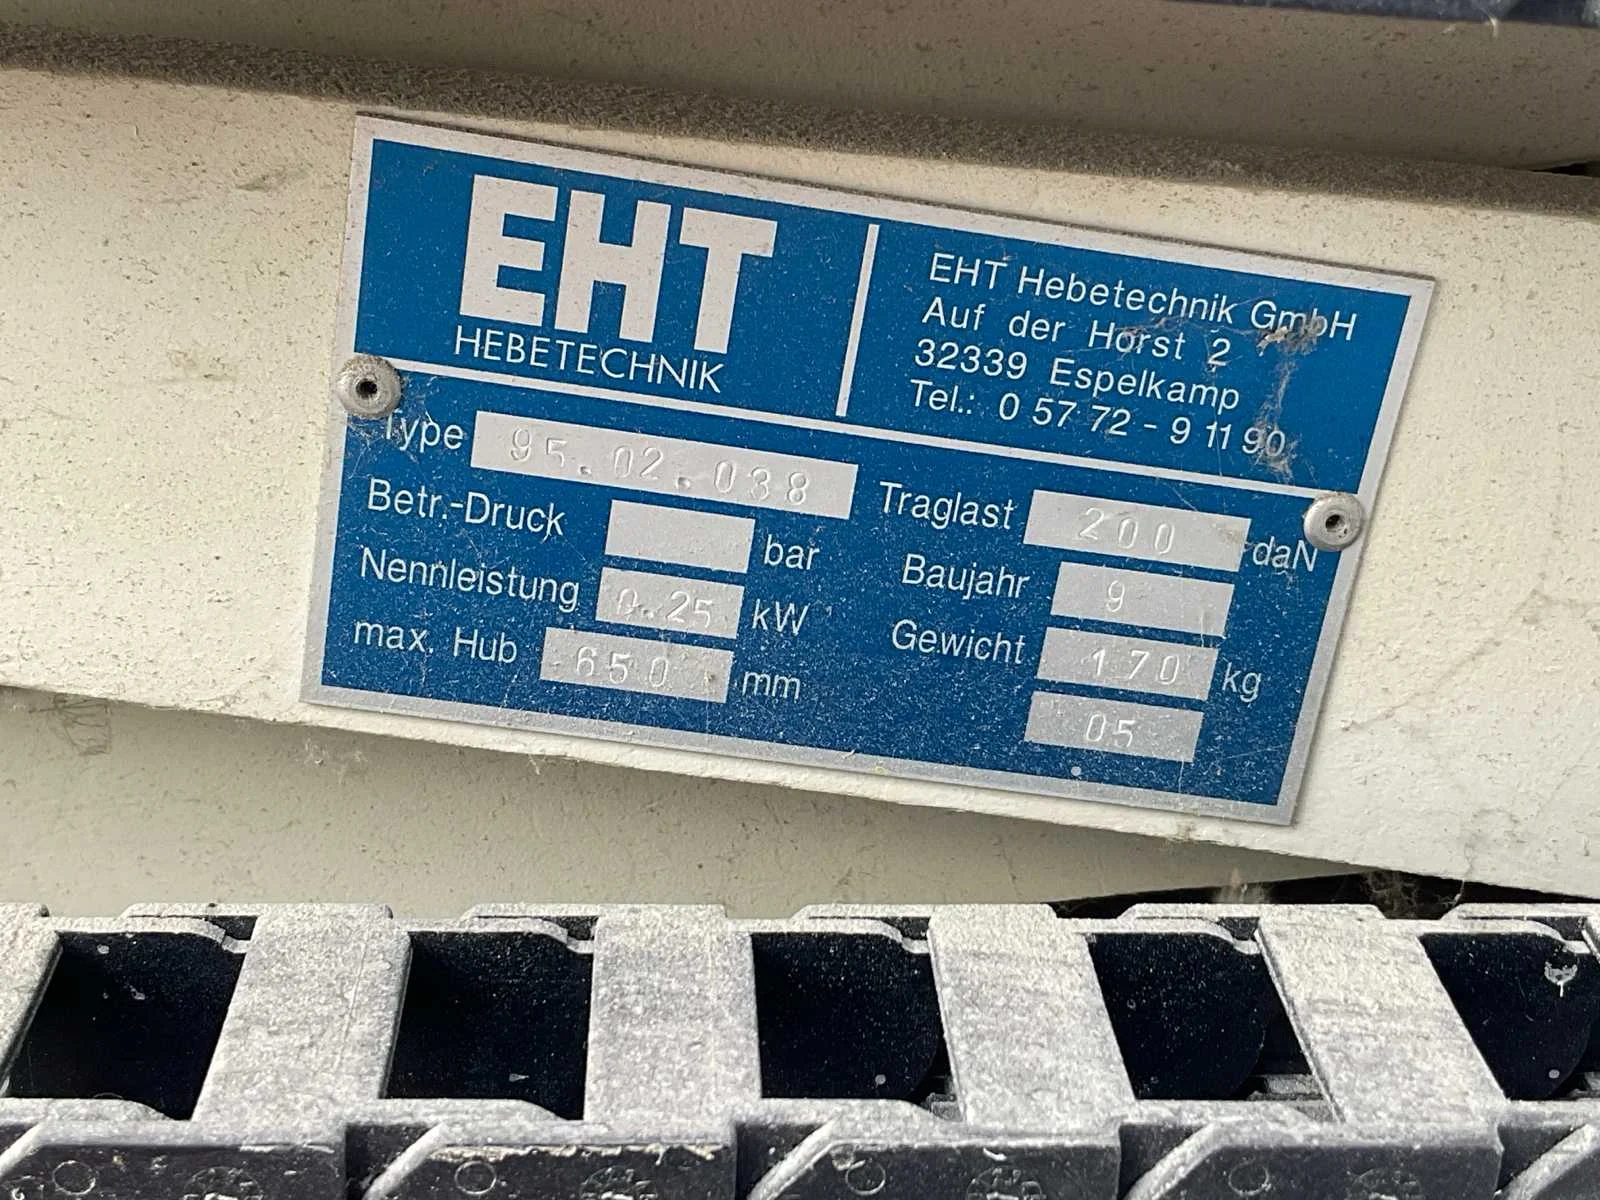 EHT
HEBETECHNIK
EHT Hebetechnik GmbH
Auf der Horst 2
32339 Espelkamp
Tel.: 0 57 72 - 9 11 90
Type 95.02.038
Betr.-Druck bar
Nennleistung 0.25 kW
max. Hub 650 mm
Traglast 200 daN
Baujahr 9
Gewicht 170 kg
05